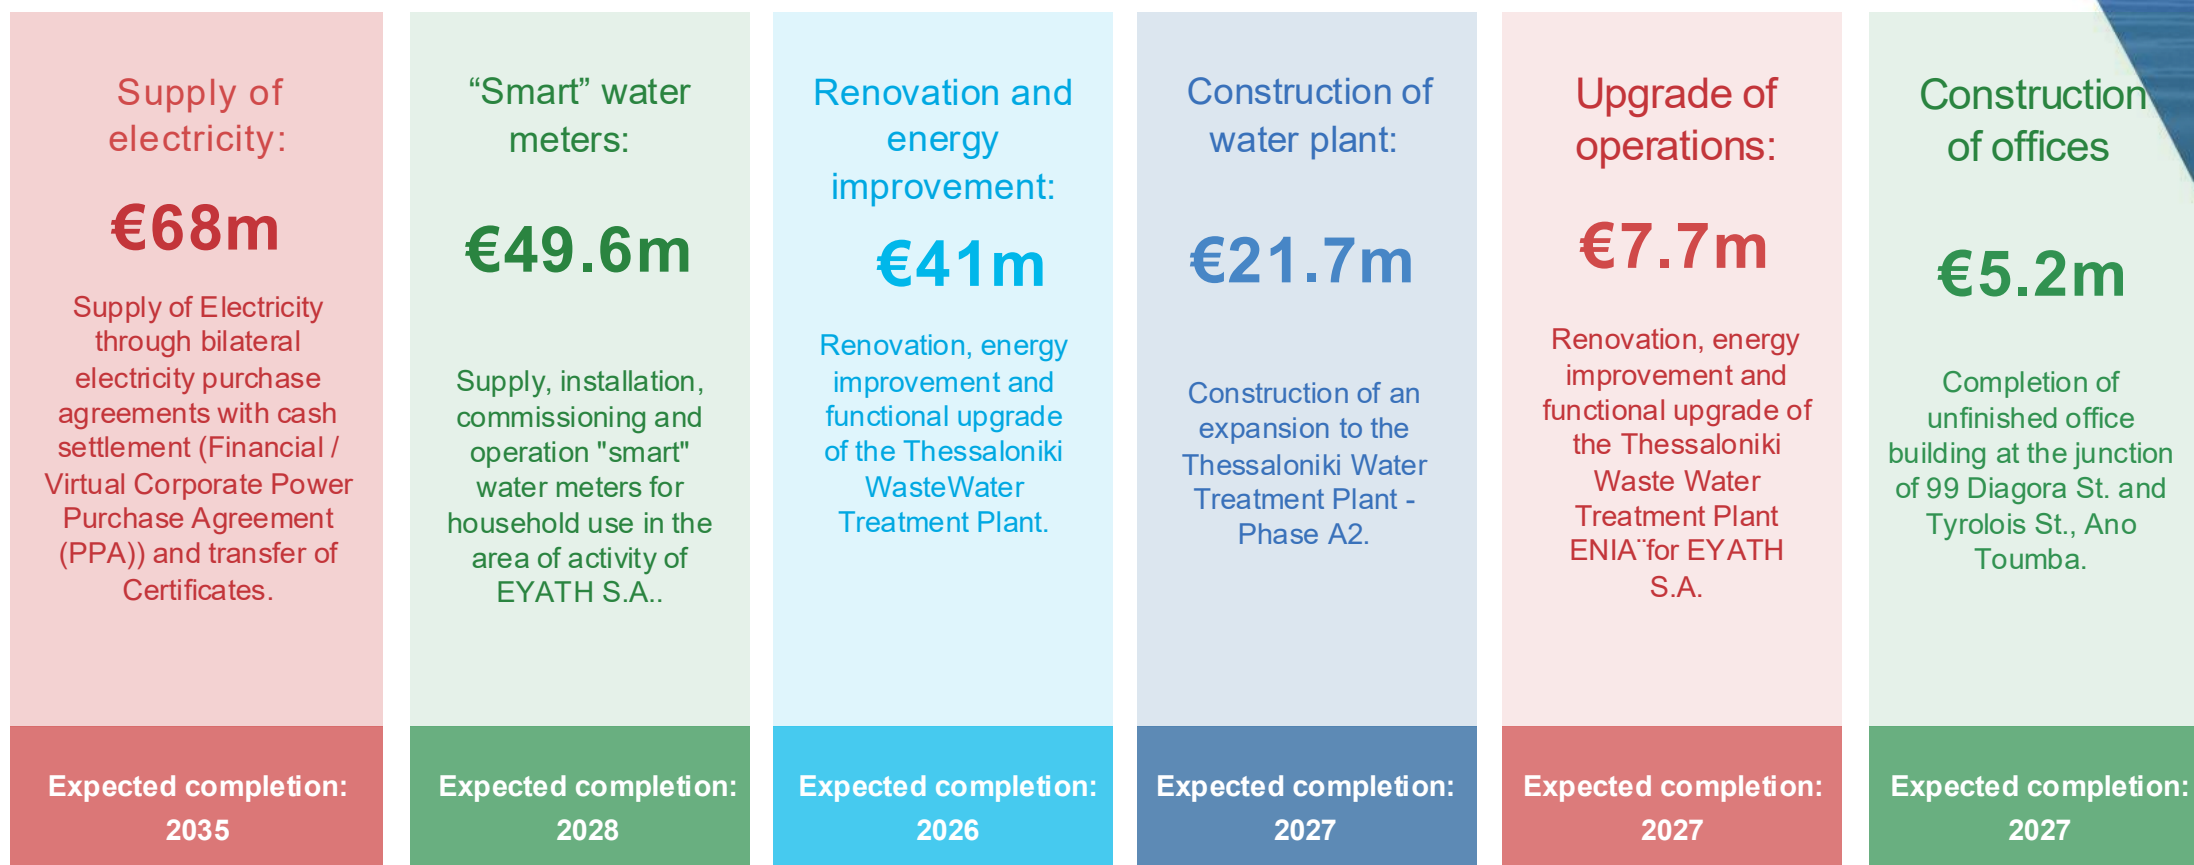 Supply of
electricity:
€68m
Supply of Electricity
through bilateral
electricity purchase
agreements with cash
settlement (Financial /
Virtual Corporate Power
Purchase Agreement
(PPA)) and transfer of
Certificates.
Expected completion:
2035
“Smart” water
meters:
€49.6m
Supply, installation,
commissioning and
operation "smart"
water meters for
household use in the
area of activity of
EYATH S.A..
Expected completion:
2028
Renovation and
energy
improvement:
€41m
Renovation, energy
improvement and
functional upgrade
of the Thessaloniki
WasteWater
Treatment Plant.
Expected completion:
2026
Construction of
water plant:
€21.7m
Construction of an
expansion to the
Thessaloniki Water
Treatment Plant -
Phase A2.
Expected completion:
2027
Upgrade of
operations:
€7.7m
Renovation, energy
improvement and
functional upgrade of
the Thessaloniki
Waste Water
Treatment Plant
ENIA¨for EYATH
S.A.
Expected completion:
2027
Construction
of offices
€5.2m
Completion of
unfinished office
building at the junction
of 99 Diagora St. and
Tyrolois St., Ano
Toumba.
Expected completion:
2027